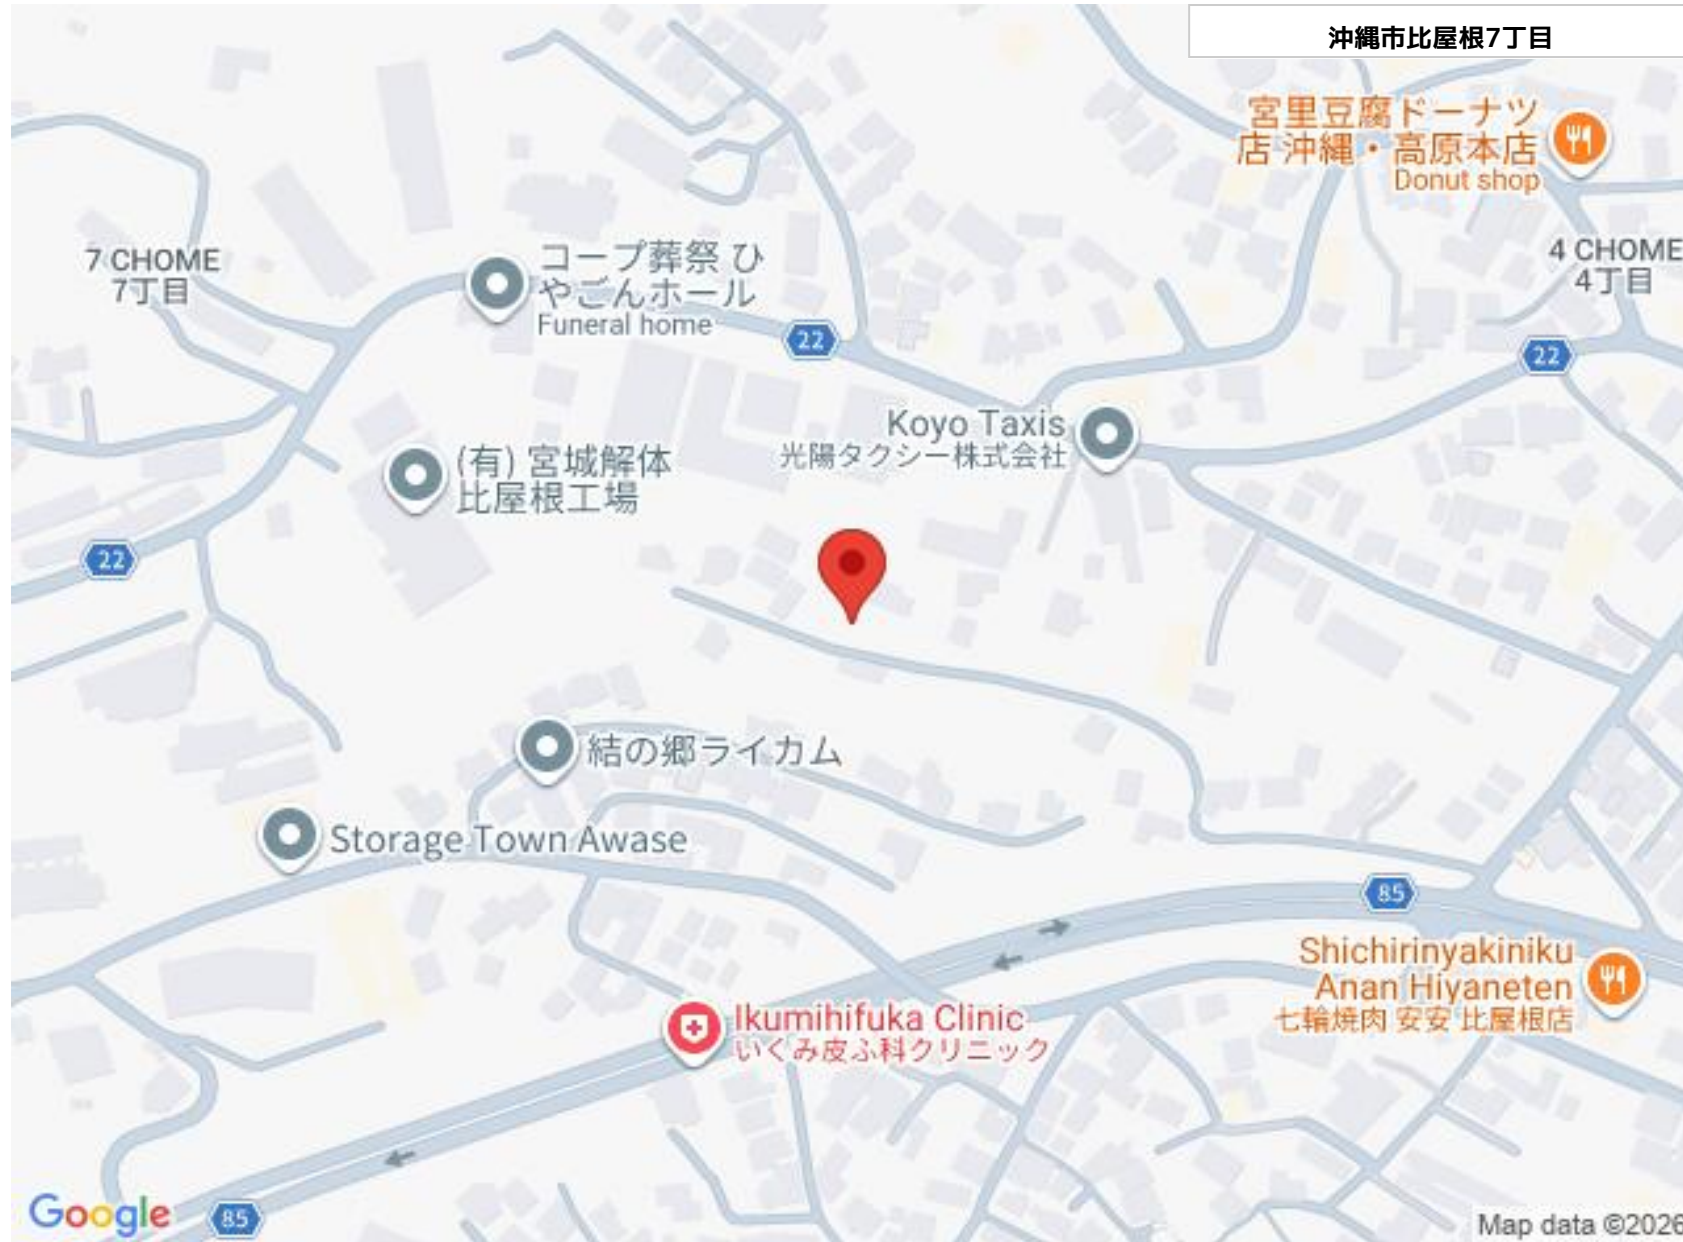 沖縄市比屋根7丁目
宮里豆腐ドーナツ
店 沖縄・高原本店
Donut shop
7 CHOME
7丁目
コープ葬祭 ひ
やごんホール
Funeral home
22
4 CHOME
4丁目
22
Koyo Taxis
光陽タクシー株式会社
(有) 宮城解体
比屋根工場
22
結の郷ライカム
Storage Town Awase
85
Shichirinyakiniku
Anan Hiyaneten
七輪焼肉 安安 比屋根店
Ikumihifuka Clinic
いくみ皮ふ科クリニック
Google
85
Map data ©2026